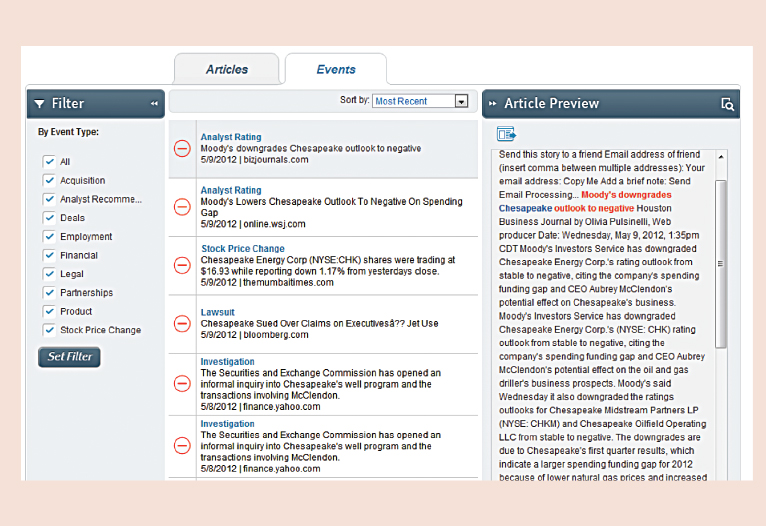 Articles
Events
Filter
Sort by: Most Recent
Article Preview
By Event Type:
All
Acquisition
Analyst Recomme...
Deals
Employment
Financial
Legal
Partnerships
Product
Stock Price Change
Set Filter
Analyst Rating
Moody's downgrades Chesapeake outlook to negative
5/9/2012 | bizjournals.com
Analyst Rating
Moody's Lowers Chesapeake Outlook To Negative On Spending
Gap
5/9/2012 | online.wsj.com
Stock Price Change
Chesapeake Energy Corp (NYSE:CHK) shares were trading at
$16.93 while reporting down 1.17% from yesterdays close.
5/9/2012 | themumbaitimes.com
Lawsuit
Chesapeake Sued Over Claims on Executivesâ?? Jet Use
5/9/2012 | bloomberg.com
Investigation
The Securities and Exchange Commission has opened an
informal inquiry into Chesapeake's well program and the
transactions involving McClendon.
5/8/2012 | finance.yahoo.com
Investigation
The Securities and Exchange Commission has opened an
informal inquiry into Chesapeake's well program and the
transactions involving McClendon.
5/8/2012 | finance.yahoo.com
Send this story to a friend Email address of friend
(insert comma between multiple addresses): Your
email address: Copy Me Add a brief note: Send
Email Processing... Moody's downgrades
Chesapeake outlook to negative Houston
Business Journal by Olivia Pulsinelli, Web
producer Date: Wednesday, May 9, 2012, 1:35pm
CDT Moody's Investors Service has downgraded
Chesapeake Energy Corp.'s rating outlook from
stable to negative, citing the company's spending
funding gap and CEO Aubrey McClendon's
potential effect on Chesapeake's business.
Moody's Investors Service has downgraded
Chesapeake Energy Corp.'s (NYSE: CHK) rating
outlook from stable to negative, citing the
company's spending funding gap and CEO Aubrey
McClendon's potential effect on the oil and gas
driller's business prospects. Moody's said
Wednesday it also downgraded the ratings
outlooks for Chesapeake Midstream Partners LP
(NYSE: CHKM) and Chesapeake Oilfield Operating
LLC from stable to negative. The downgrades are
due to Chesapeake's first quarter results, which
indicate a larger spending funding gap for 2012
because of lower natural gas prices and increased